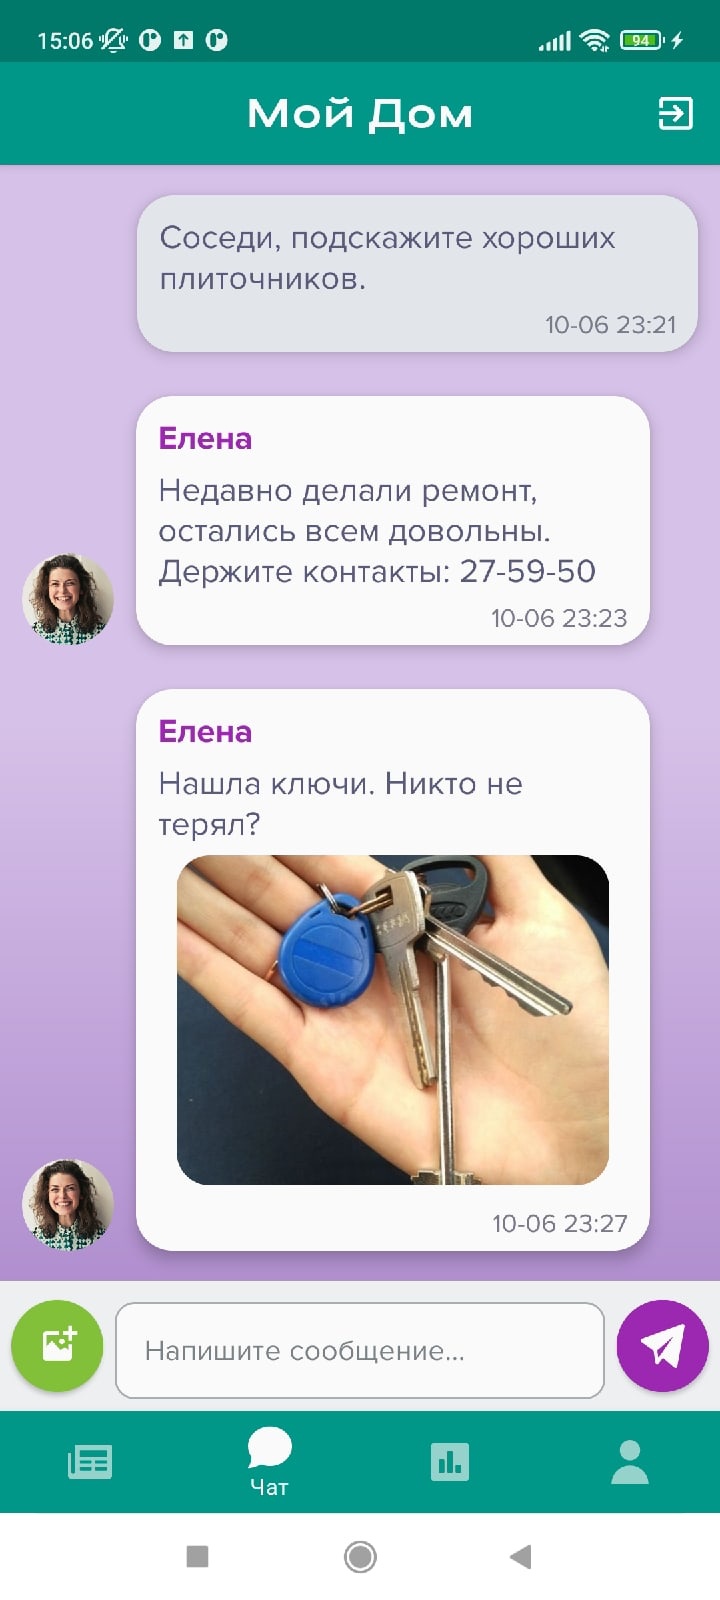 15:06
94
Мой Дом
Соседи, подскажите хороших
плиточников.
10-06 23:21
Елена
Недавно делали ремонт,
остались всем довольны.
Держите контакты: 27-59-50
10-06 23:23
Елена
Нашла ключи. Никто не
терял?
10-06 23:27
Напишите сообщение...
Чат